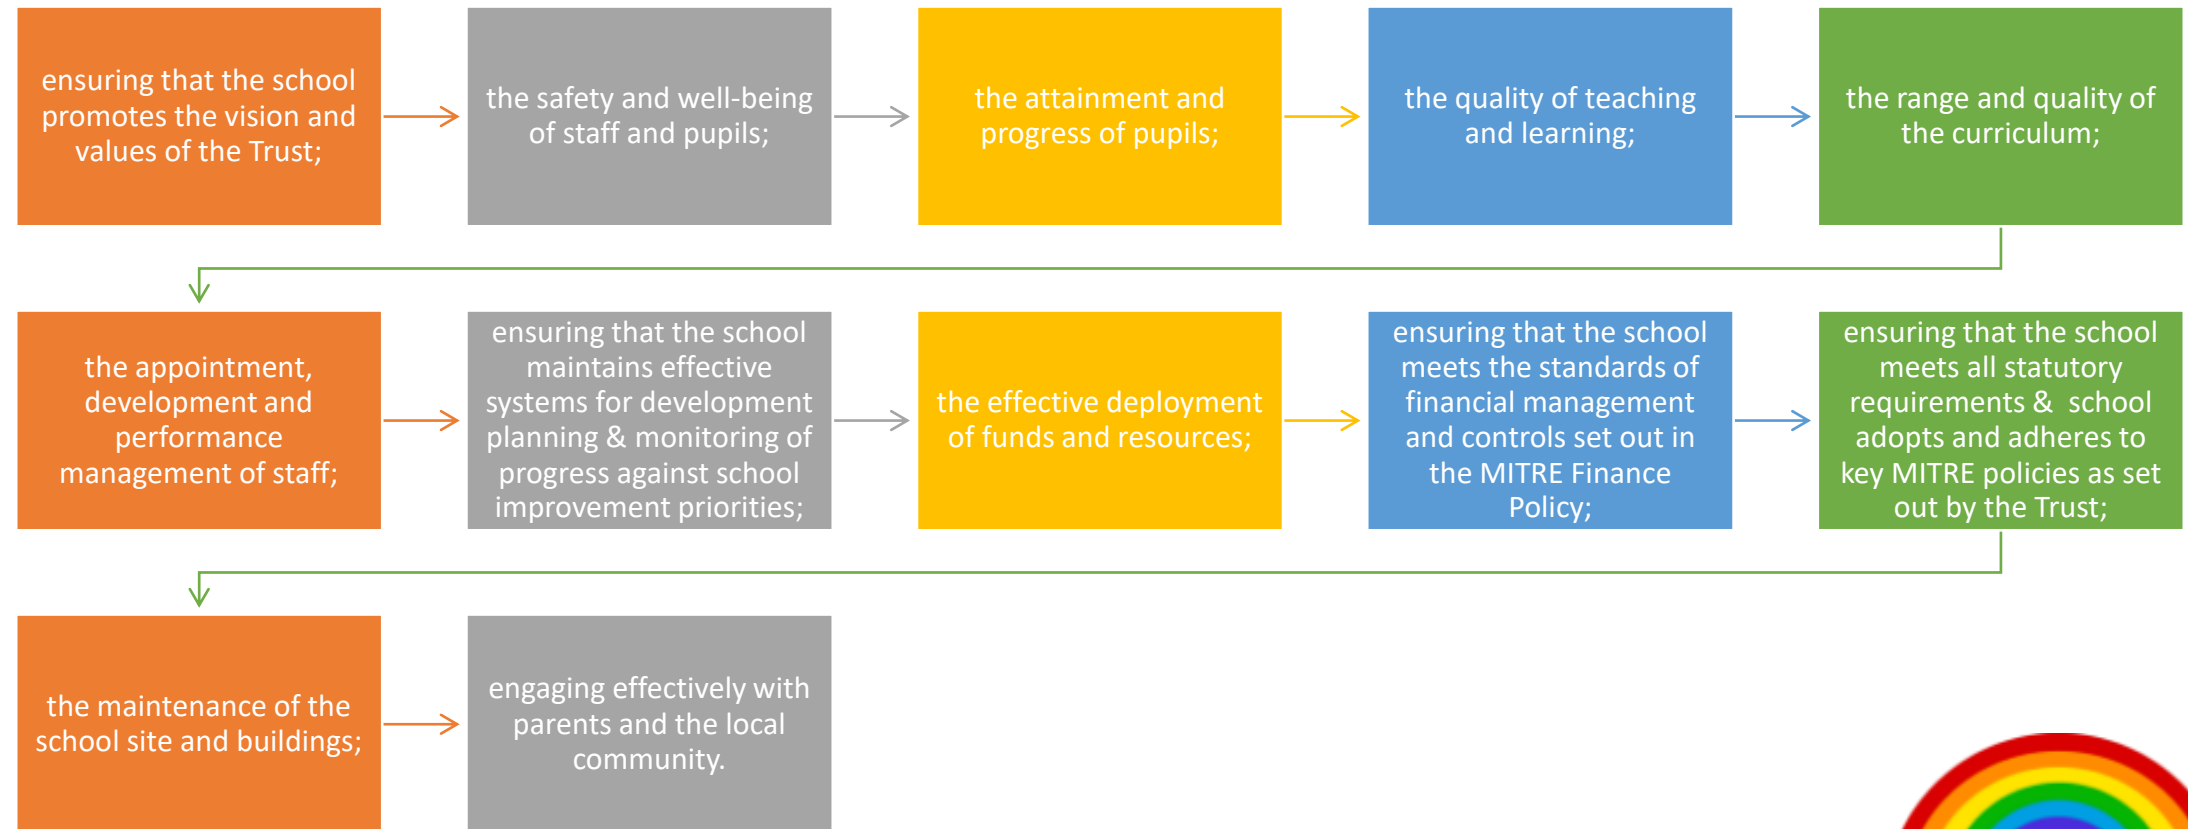 ensuring that the school
promotes the vision and
values of the Trust;
the safety and well-being
of staff and pupils;
the attainment and
progress of pupils;
the quality of teaching
and learning;
the range and quality of
the curriculum;
the appointment,
development and
performance
management of staff;
ensuring that the school
maintains effective
systems for development
planning & monitoring of
progress against school
improvement priorities;
the effective deployment
of funds and resources;
ensuring that the school
meets the standards of
financial management
and controls set out in
the MITRE Finance
Policy;
ensuring that the school
meets all statutory
requirements &  school
adopts and adheres to
key MITRE policies as set
out by the Trust;
the maintenance of the
school site and buildings;
engaging effectively with
parents and the local
community.